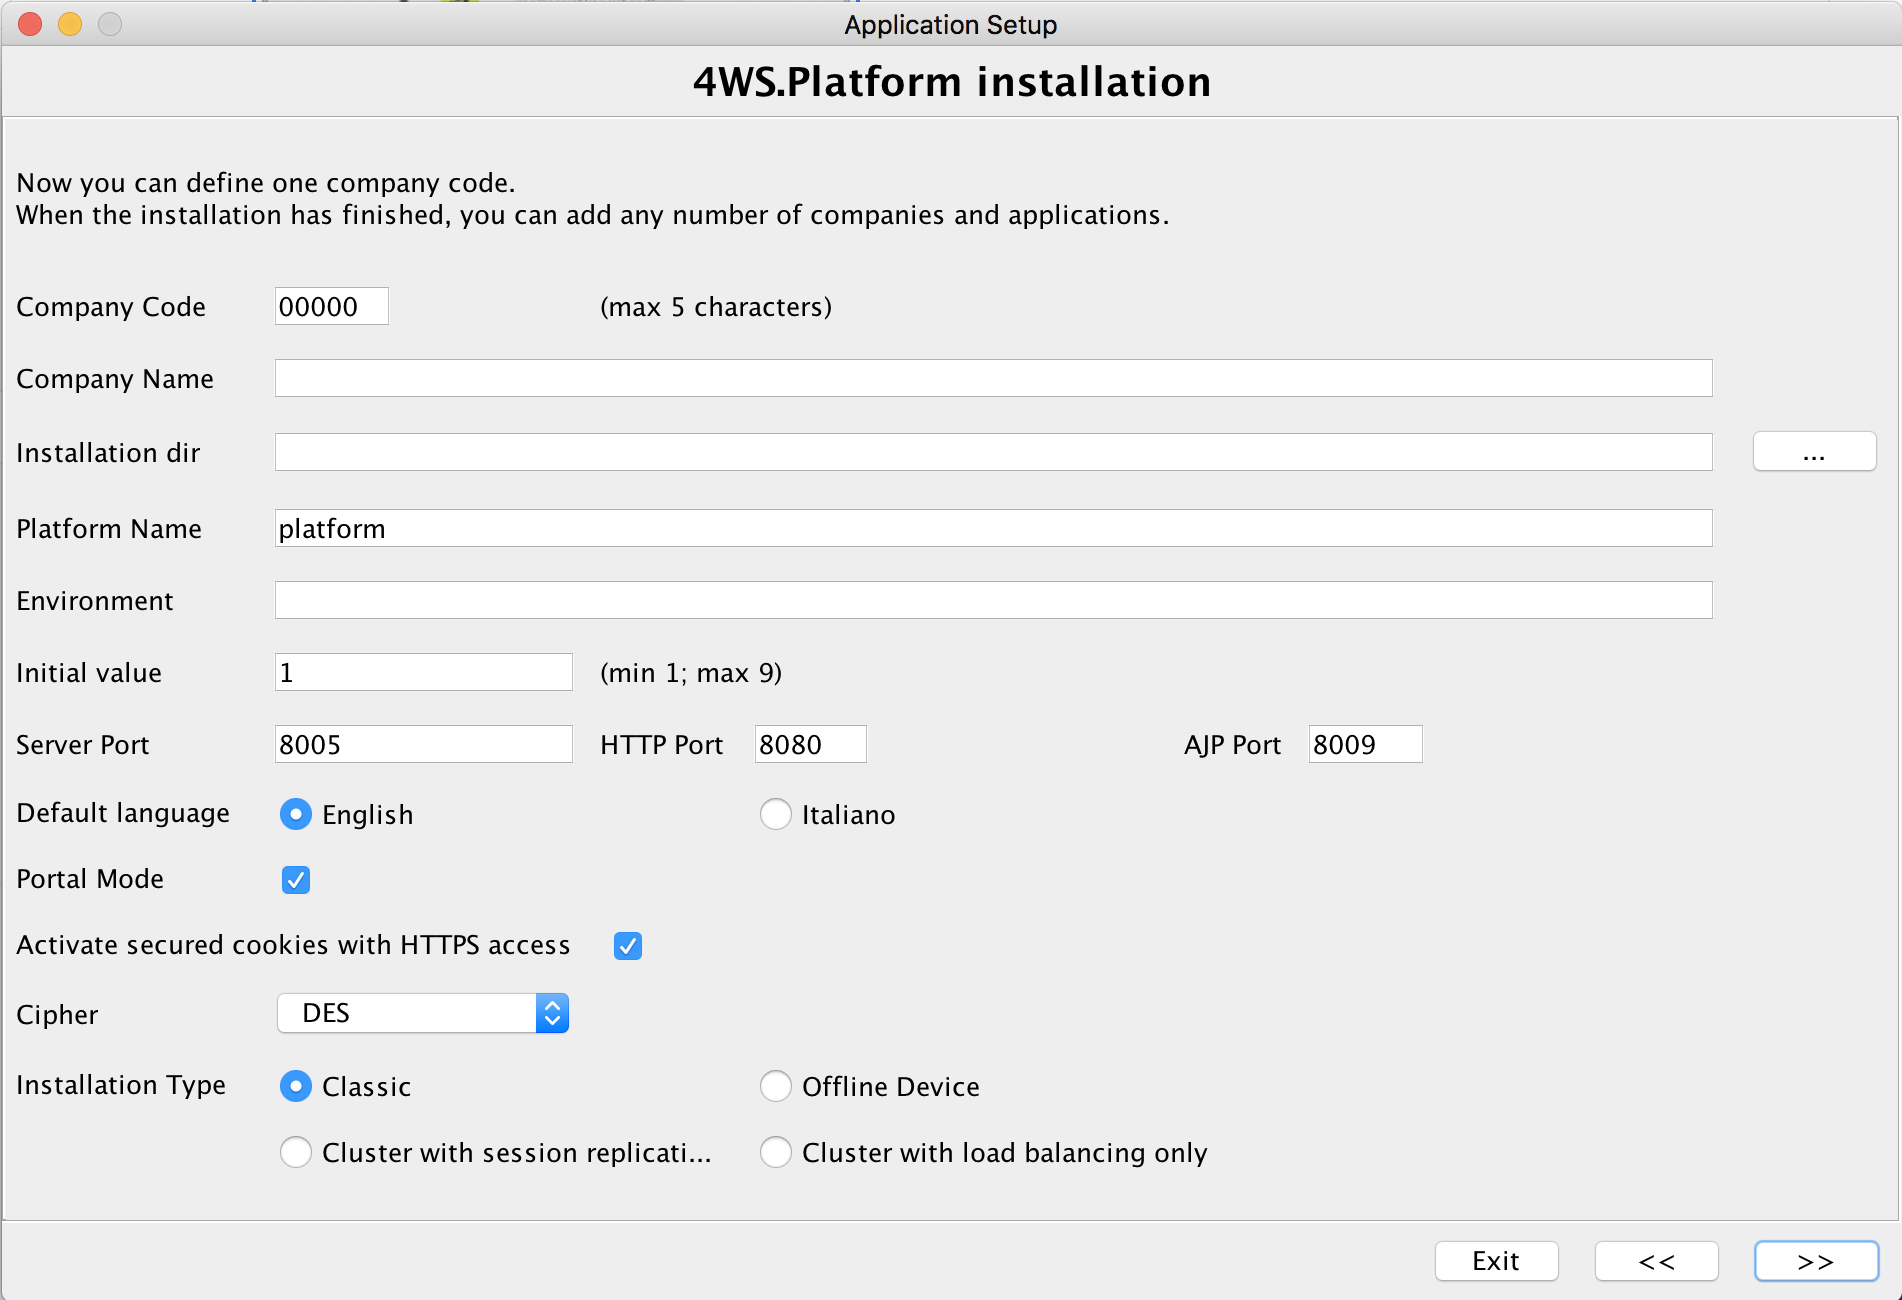 Application Setup
4WS.Platform installation
Now you can define one company code.
When the installation has finished, you can add any number of companies and applications.
Company Code 00000 (max 5 characters)
Company Name
Installation dir ...
Platform Name platform
Environment
Initial value 1 (min 1; max 9)
Server Port 8005 HTTP Port 8080 AJP Port 8009
Default language English Italiano
Portal Mode
Activate secured cookies with HTTPS access
Cipher DES
Installation Type Classic Offline Device
Cluster with session replicati... Cluster with load balancing only
Exit << >>